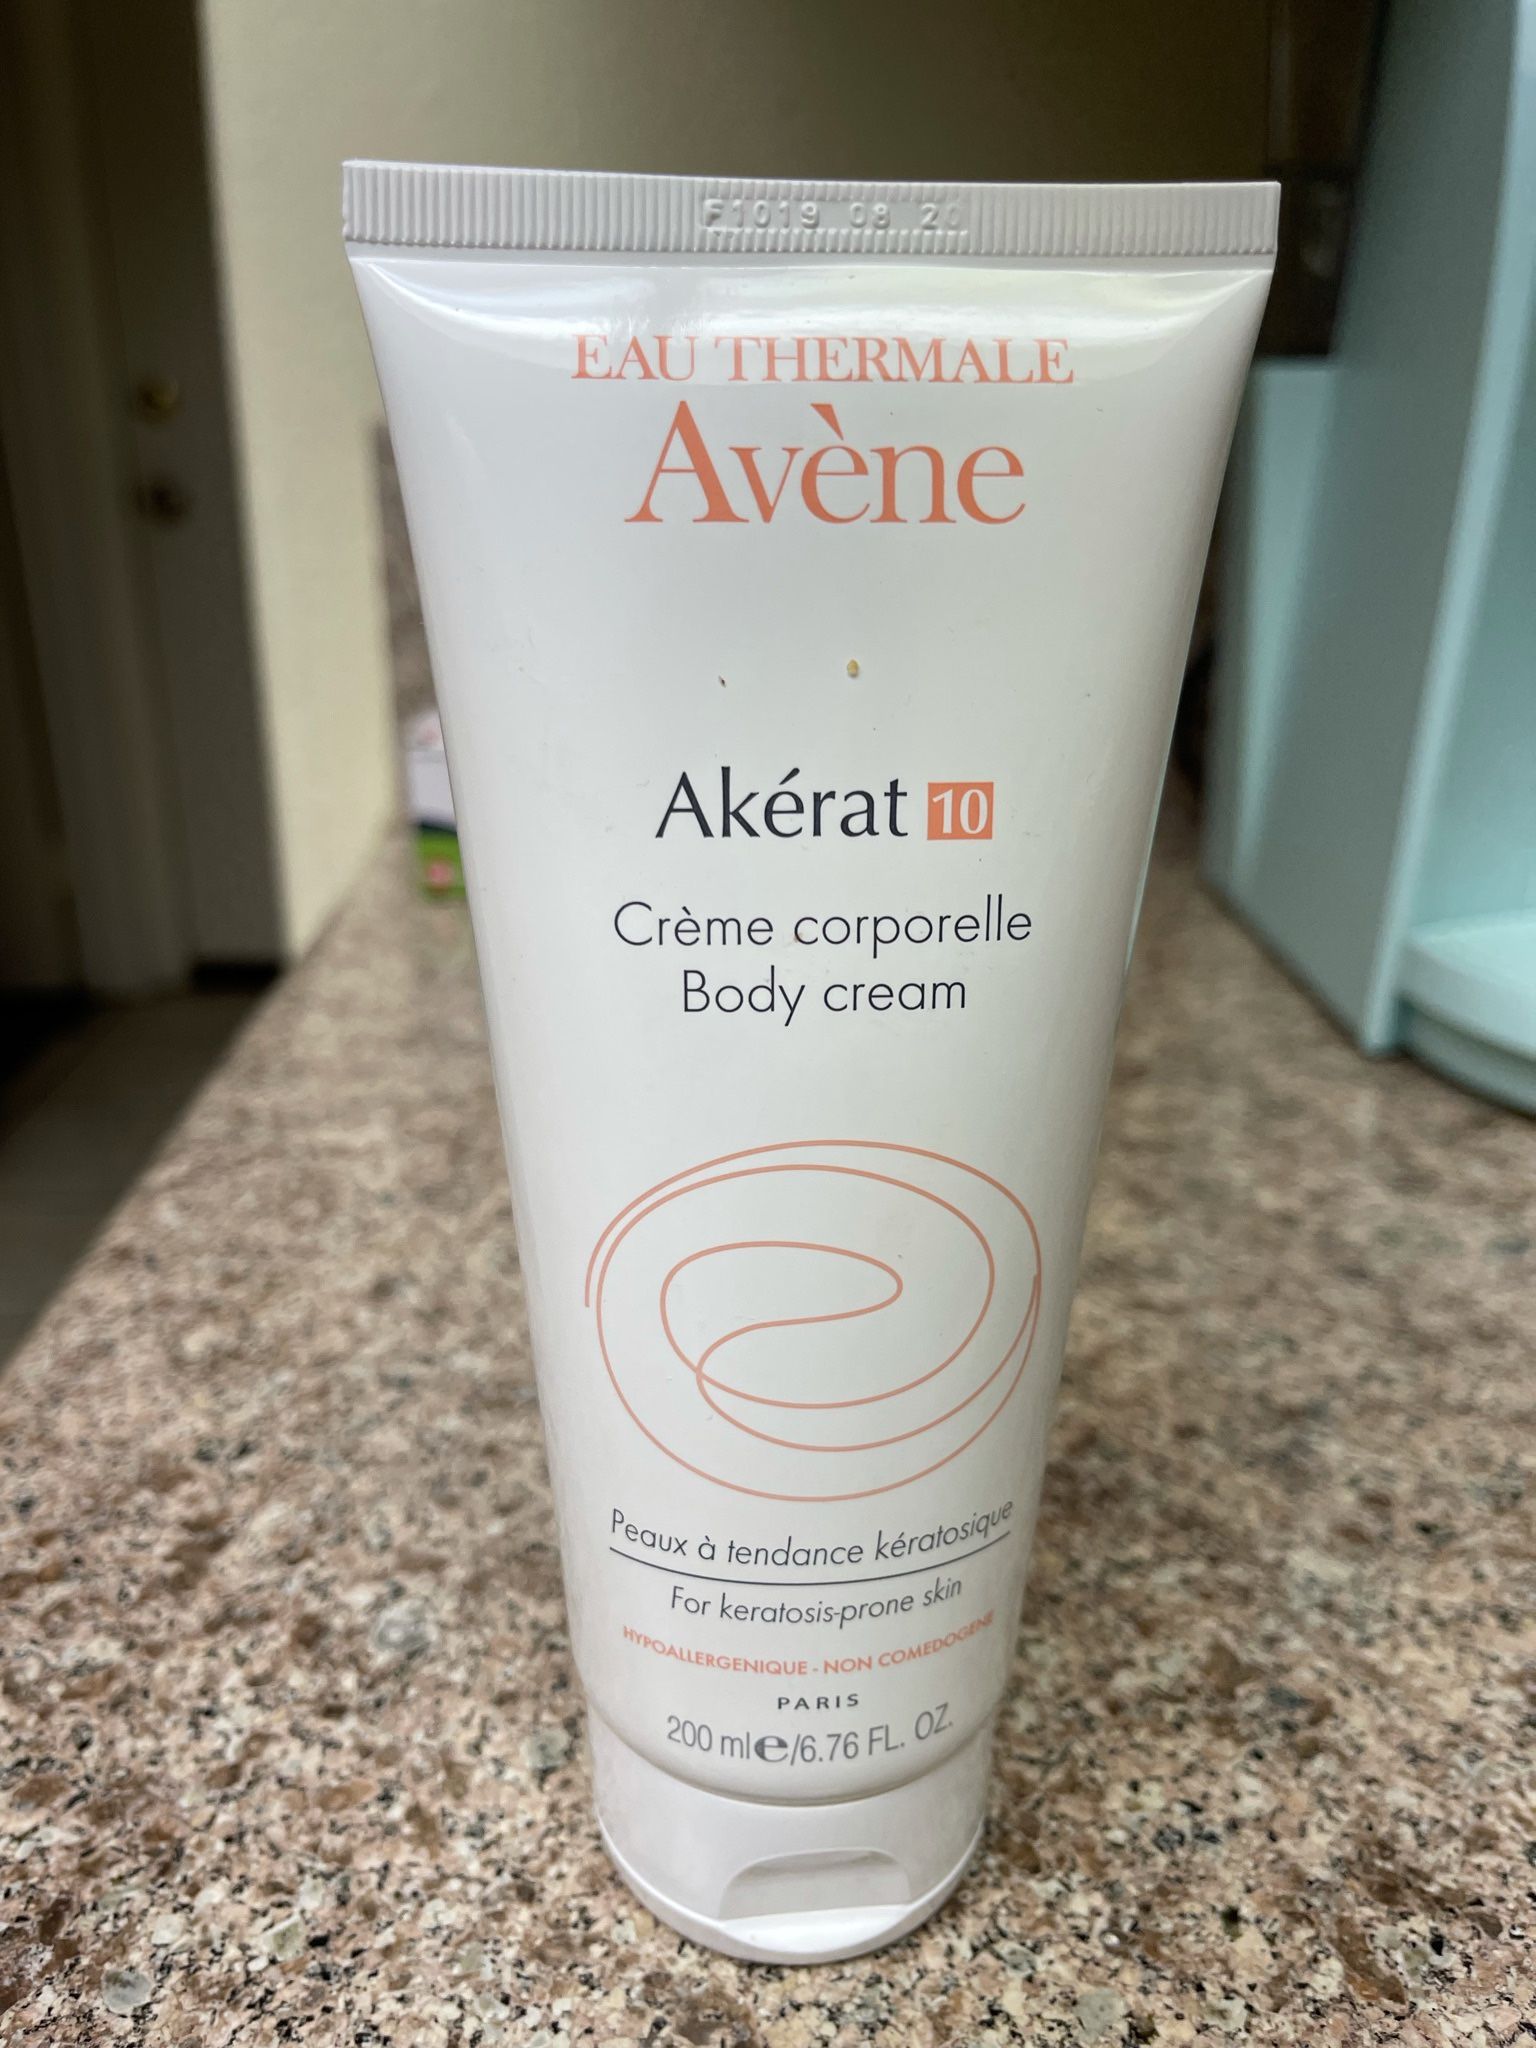 F1019 08 20
EAU THERMALE
Avène
Akérat 10
Crème corporelle
Body cream
Peaux à tendance kératosique
For keratosis-prone skin
HYPOALLERGENIQUE - NON COMEDOGENE
PARIS
200 ml e/6.76 FL. OZ.